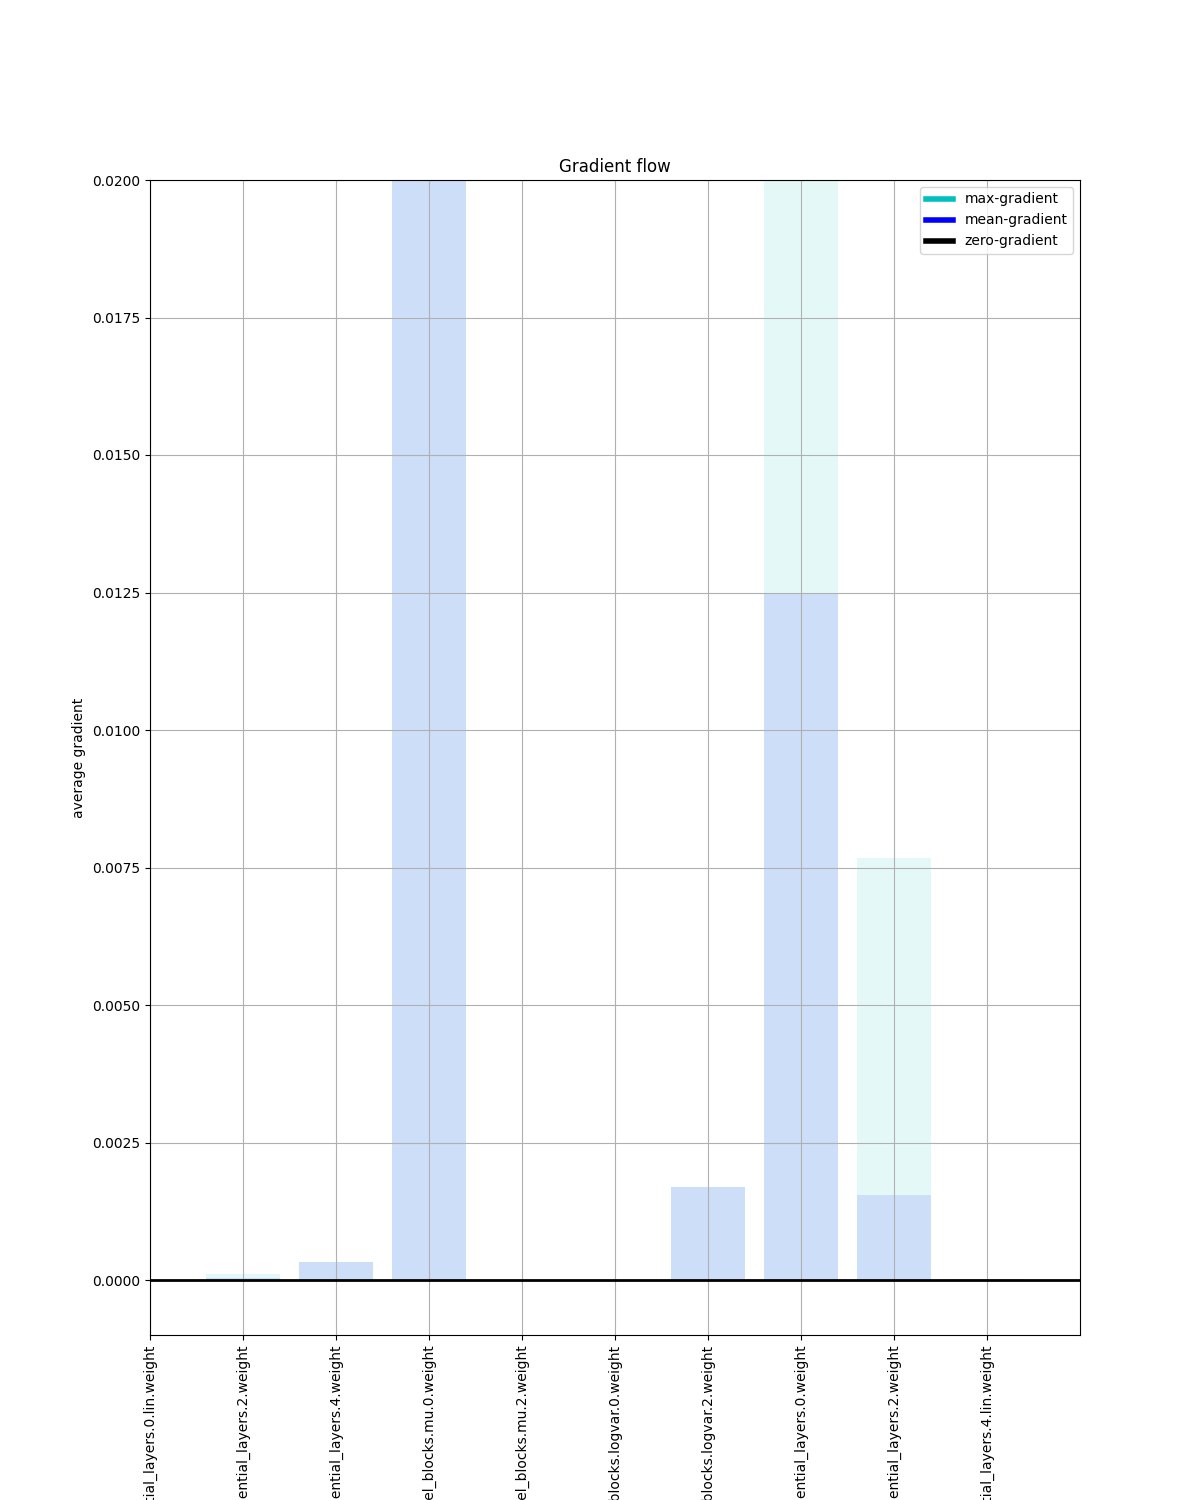 Gradient flow
max-gradient
mean-gradient
zero-gradient
0.0200
0.0175
0.0150
0.0125
0.0100
0.0075
0.0050
0.0025
0.0000
average gradient
tial_layers.0.lin.weight
ential_layers.2.weight
ential_layers.4.weight
el_blocks.mu.0.weight
el_blocks.mu.2.weight
blocks.logvar.0.weight
blocks.logvar.2.weight
ential_layers.0.weight
ential_layers.2.weight
tial_layers.4.lin.weight